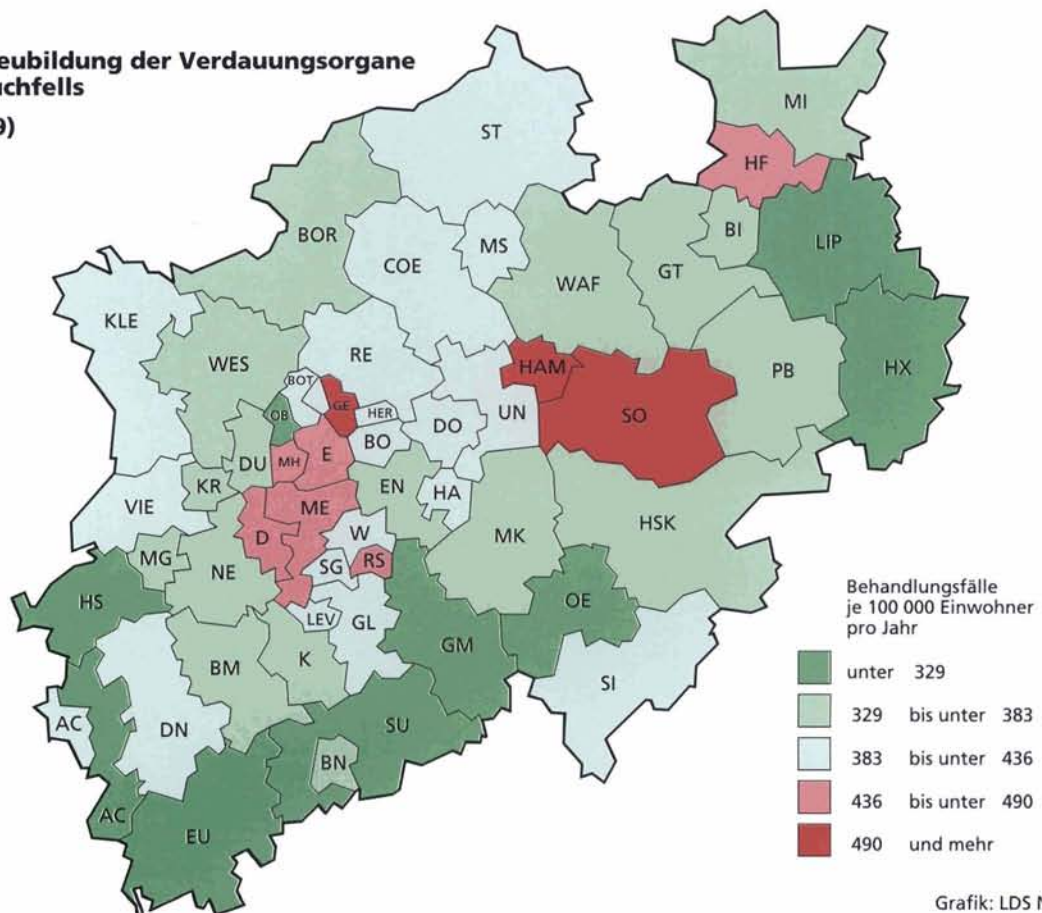 eubildung der Verdauungsorgane
uchfells
9)
ST
MI
HF
BOR
MS
BI
LIP
COE
WAF
GT
KLE
RE
WES
HAM
PB
HX
BOT
GE
OB
HER
UN
SO
DO
BO
E
MH
DU
KR
EN
HA
VIE
ME
HSK
D
W
MK
MG
NE
SG
RS
HS
OE
LEV
GL
K
GM
BM
SI
AC
DN
SU
BN
AC
EU
Behandlungsfälle
je 100 000 Einwohner
pro Jahr
unter 329
329 bis unter 383
383 bis unter 436
436 bis unter 490
490 und mehr
Grafik: LDS N